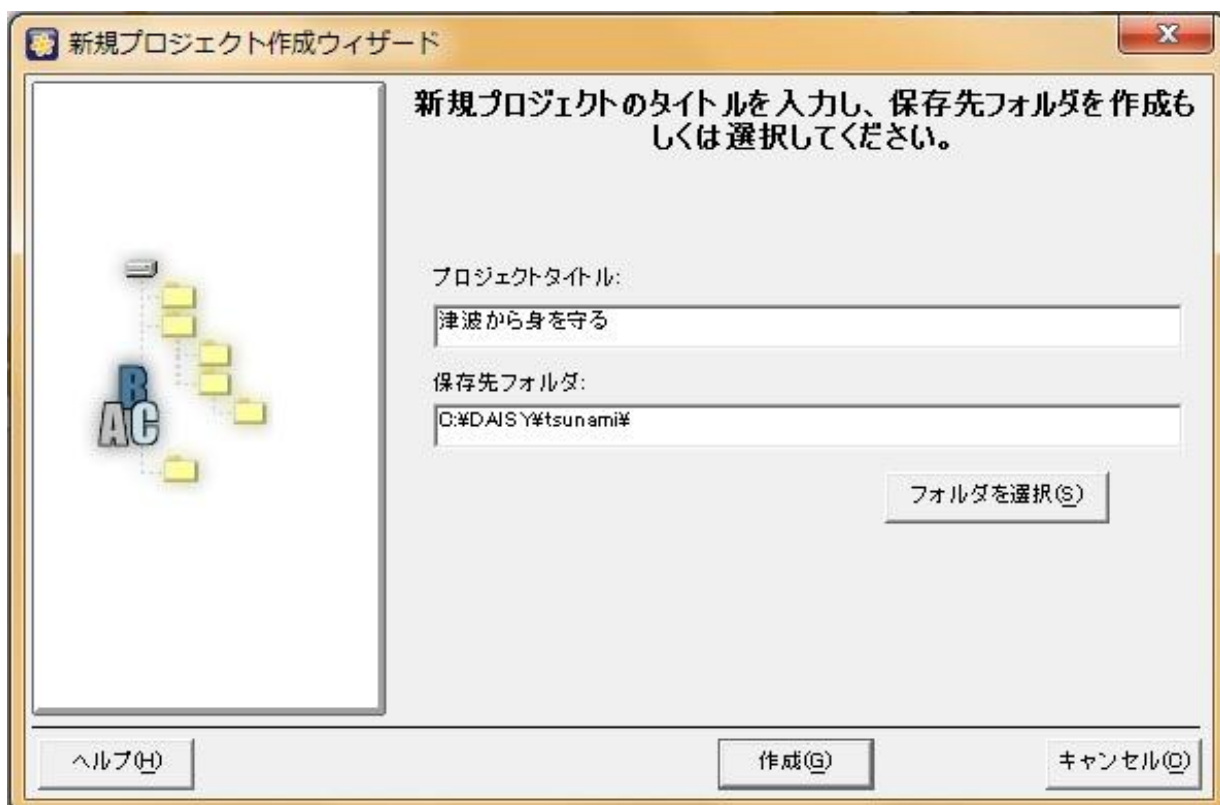 新規プロジェクト作成ウィザード
新規プロジェクトのタイトルを入力し、保存先フォルダを作成も
しくは選択してください。
プロジェクトタイトル:
津波から身を守る
保存先フォルダ:
C:¥DAISY¥tsunami¥
フォルダを選択(S)
B
AC
ヘルプ(H)
作成(G)
キャンセル(C)